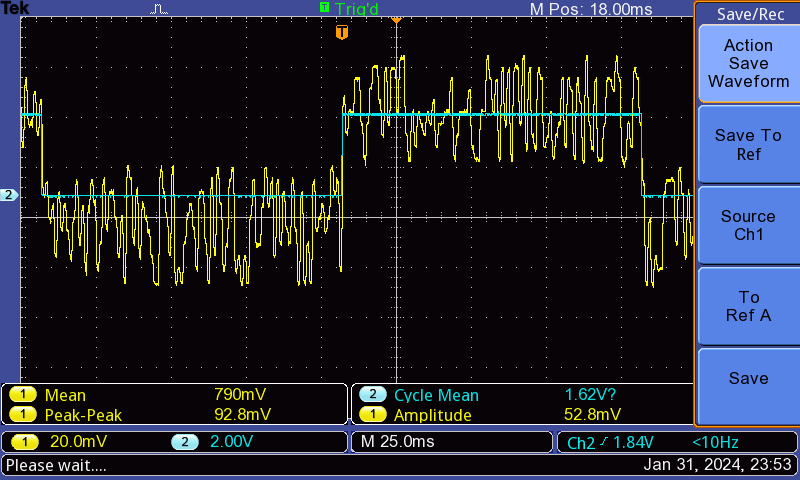 Tek T Trig'd M Pos: 18.00ms Save/Rec
T
Action
Save
Waveform
Save To
Ref
2
Source
Ch1
To
Ref A
Save
1 Mean 790mV 2 Cycle Mean 1.62V?
1 Peak-Peak 92.8mV 1 Amplitude 52.8mV
1 20.0mV 2 2.00V M 25.0ms Ch2 / 1.84V <10Hz
Please wait.... Jan 31, 2024, 23:53